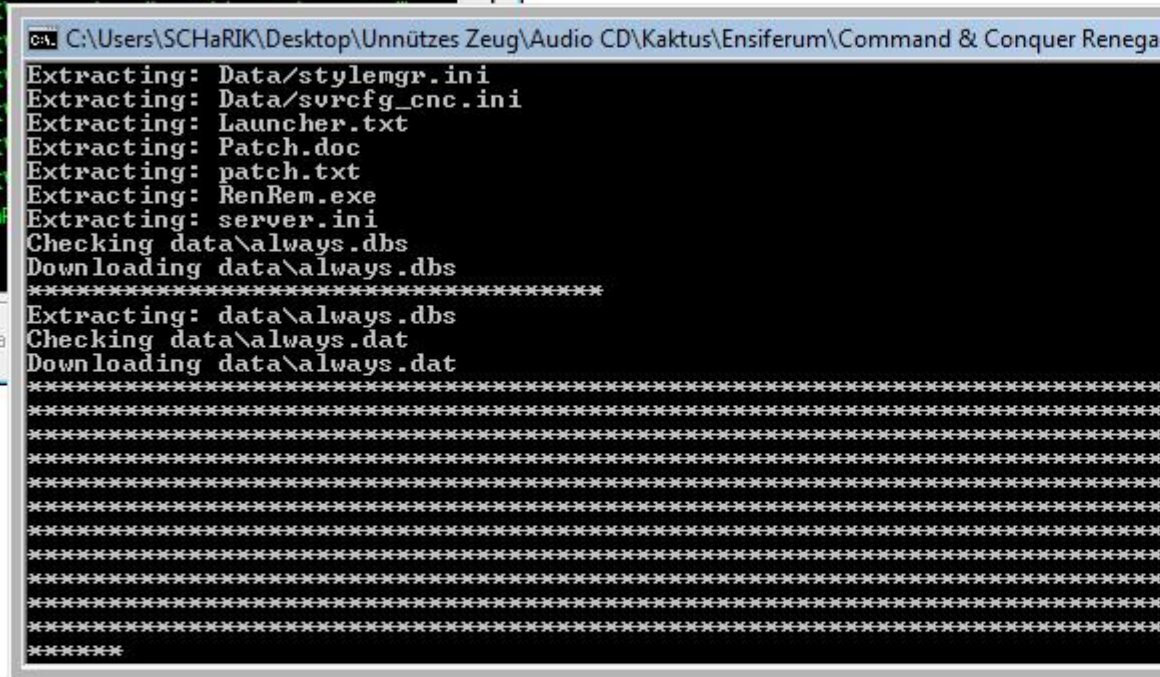 C:\Users\SCHaRIK\Desktop\Unnützes Zeug\Audio CD\Kaktus\Ensiferum\Command & Conquer Renega
Extracting: Data/stylemgr.ini
Extracting: Data/svrcfg_cnc.ini
Extracting: Launcher.txt
Extracting: Patch.doc
Extracting: patch.txt
Extracting: RenRem.exe
Extracting: server.ini
Checking data\always.dbs
Downloading data\always.dbs
************************************
Extracting: data\always.dbs
Checking data\always.dat
Downloading data\always.dat
***********************************************************************
***********************************************************************
***********************************************************************
***********************************************************************
***********************************************************************
***********************************************************************
***********************************************************************
***********************************************************************
***********************************************************************
***********************************************************************
***********************************************************************
******